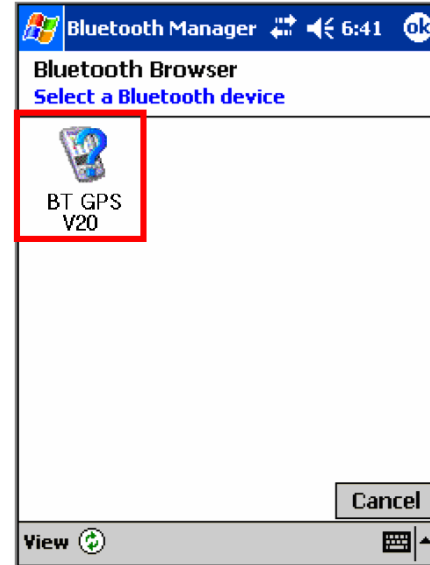 Bluetooth Manager 6:41 ok
Bluetooth Browser
Select a Bluetooth device
BT GPS
V20
Cancel
View